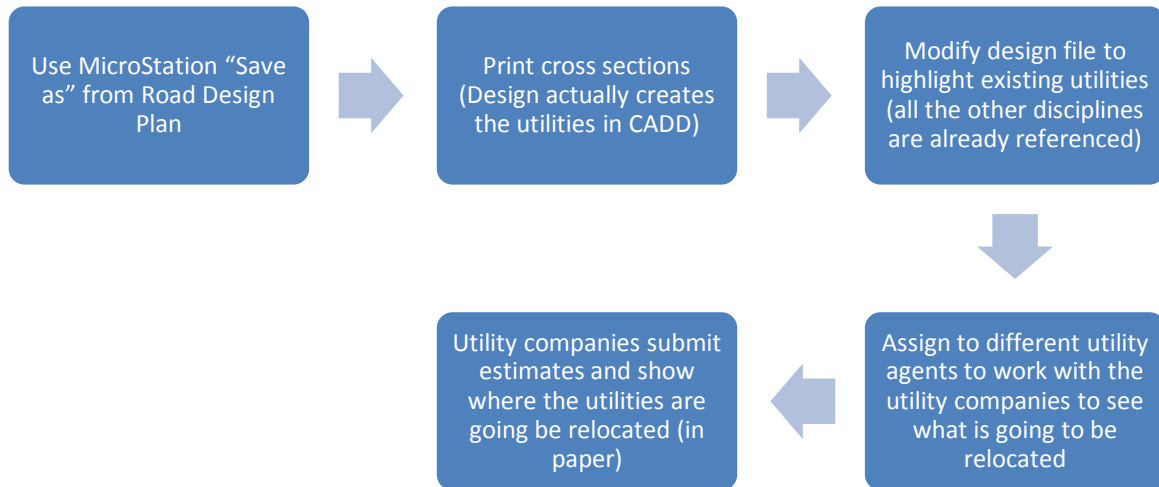 Use MicroStation “Save
as” from Road Design
Plan
Print cross sections
(Design actually creates
the utilities in CADD)
Modify design file to
highlight existing utilities
(all the other disciplines
are already referenced)
Assign to different utility
agents to work with the
utility companies to see
what is going to be
relocated
Utility companies submit
estimates and show
where the utilities are
going be relocated (in
paper)